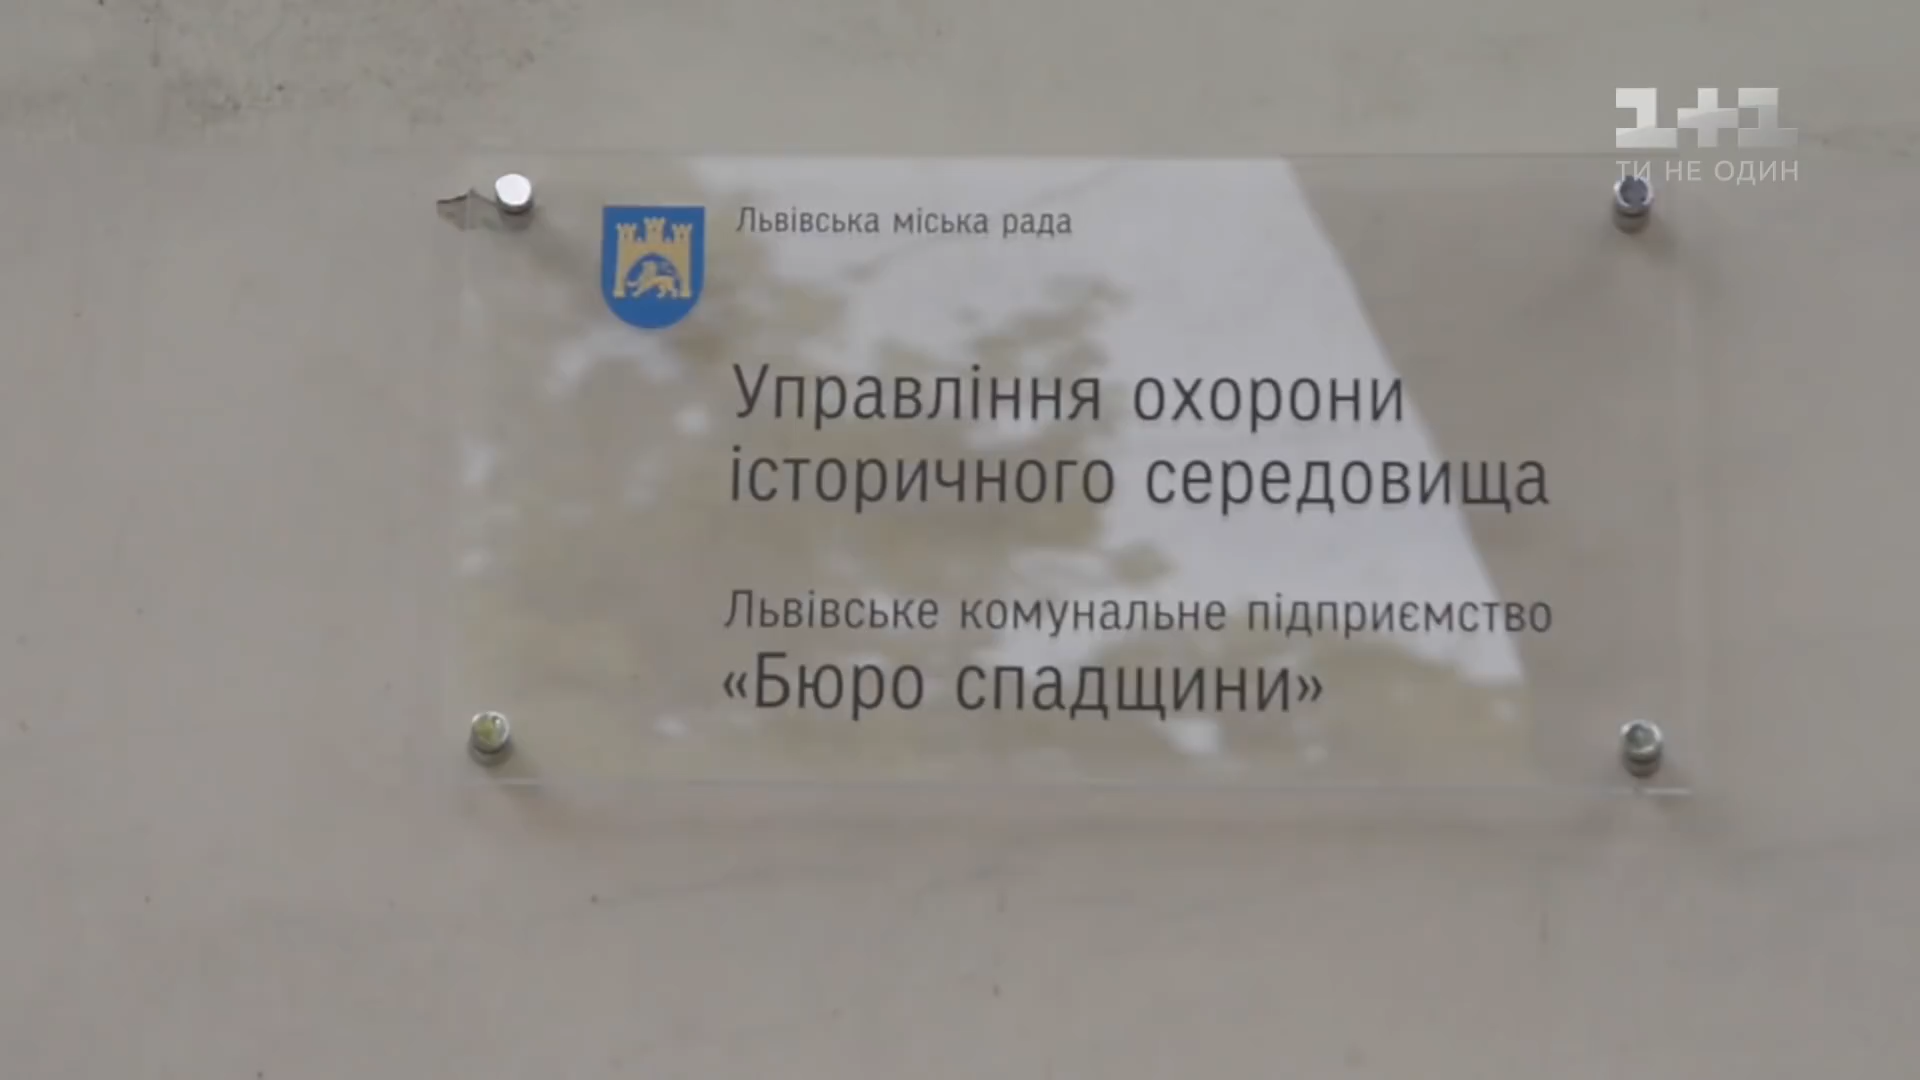 1+1
ТИ НЕ ОДИН
Львівська міська рада
Управління охорони
історичного середовища
Львівське комунальне підприємство
«Бюро спадщини»